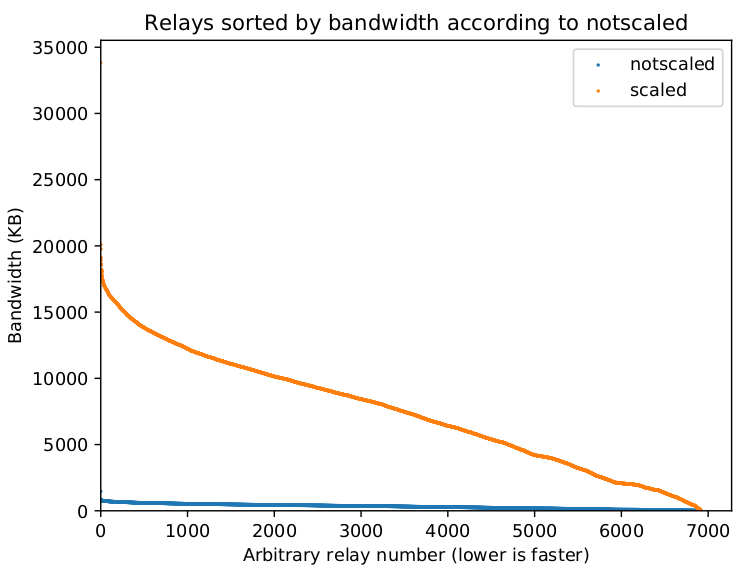 Relays sorted by bandwidth according to notscaled
35000
30000
25000
20000
15000
10000
5000
0
Bandwidth (KB)
notscaled
scaled
0 1000 2000 3000 4000 5000 6000 7000
Arbitrary relay number (lower is faster)